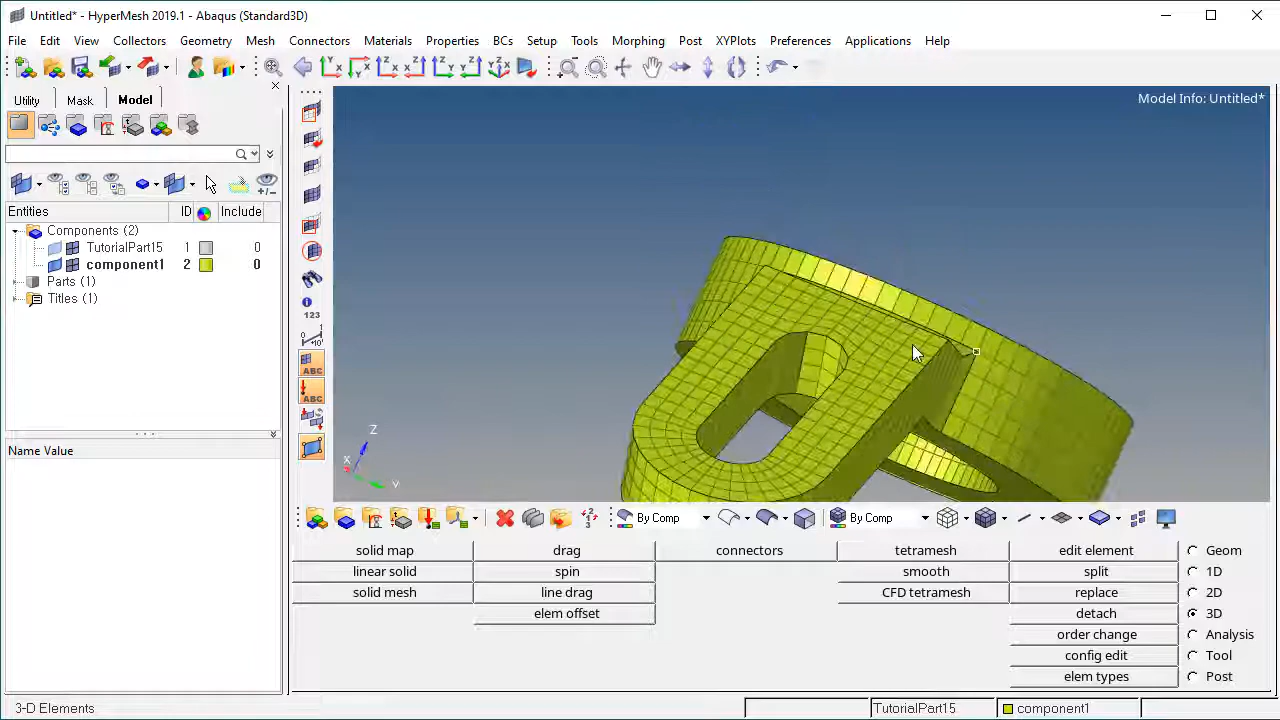 Untitled* - HyperMesh 2019.1 - Abaqus (Standard3D)
File Edit View Collectors Geometry Mesh Connectors Materials Properties BCs Setup Tools Morphing Post XYPlots Preferences Applications Help
Utility Mask Model
Model Info: Untitled*
Entities ID Include
Components (2)
TutorialPart15 1 0
component1 2 0
Parts (1)
Titles (1)
Name Value
123
ABC
ABC
Z
X
Y
By Comp By Comp
solid map drag connectors tetramesh edit element Geom
linear solid spin smooth split 1D
solid mesh line drag CFD tetramesh replace 2D
elem offset detach 3D
order change Analysis
config edit Tool
elem types Post
3-D Elements TutorialPart15 component1